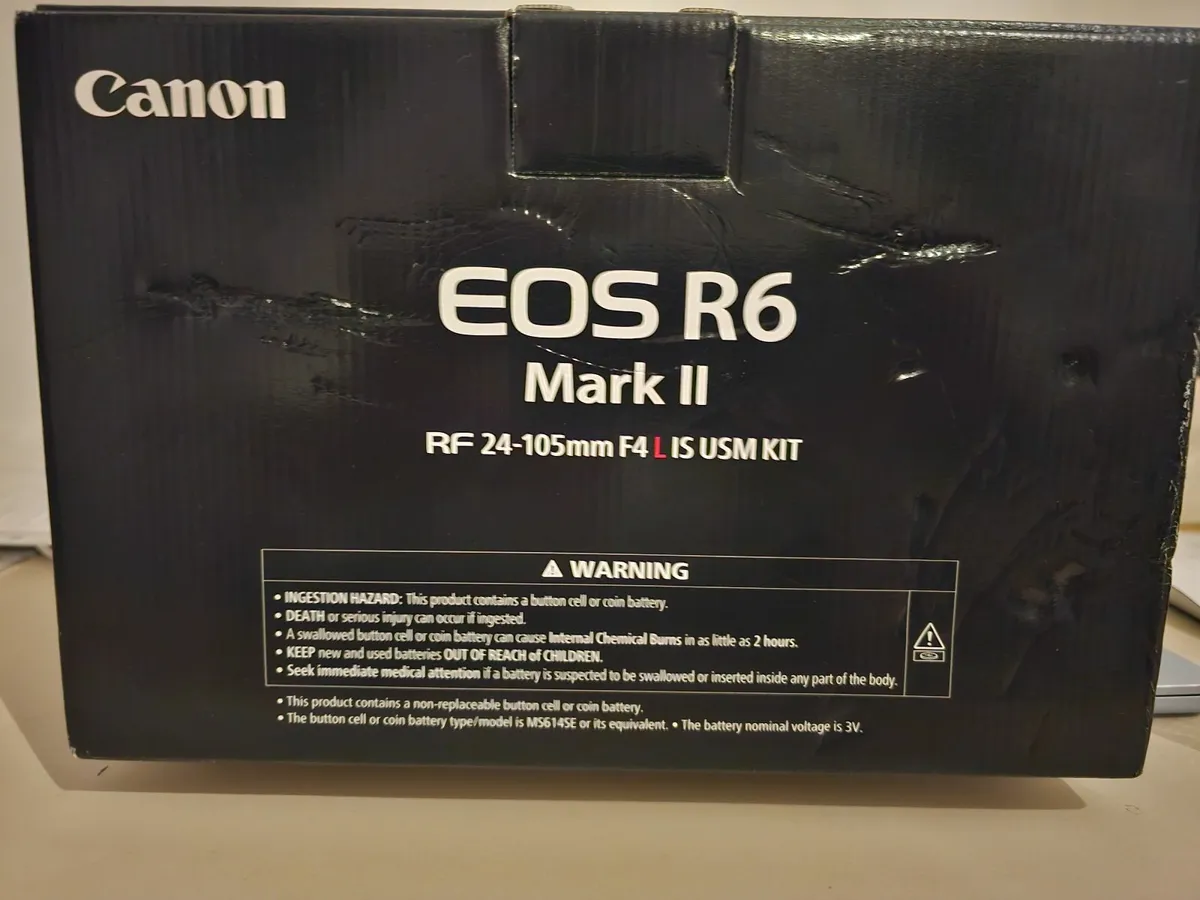 Canon
EOS R6
Mark II
RF 24-105mm F4 L IS USM KIT
⚠ WARNING
• INGESTION HAZARD: This product contains a button cell or coin battery.
• DEATH or serious injury can occur if ingested.
• A swallowed button cell or coin battery can cause Internal Chemical Burns in as little as 2 hours.
• KEEP new and used batteries OUT OF REACH of CHILDREN.
• Seek immediate medical attention if a battery is suspected to be swallowed or inserted inside any part of the body.
• This product contains a non-replaceable button cell or coin battery.
• The button cell or coin battery type/model is MS614SE or its equivalent. • The battery nominal voltage is 3V.